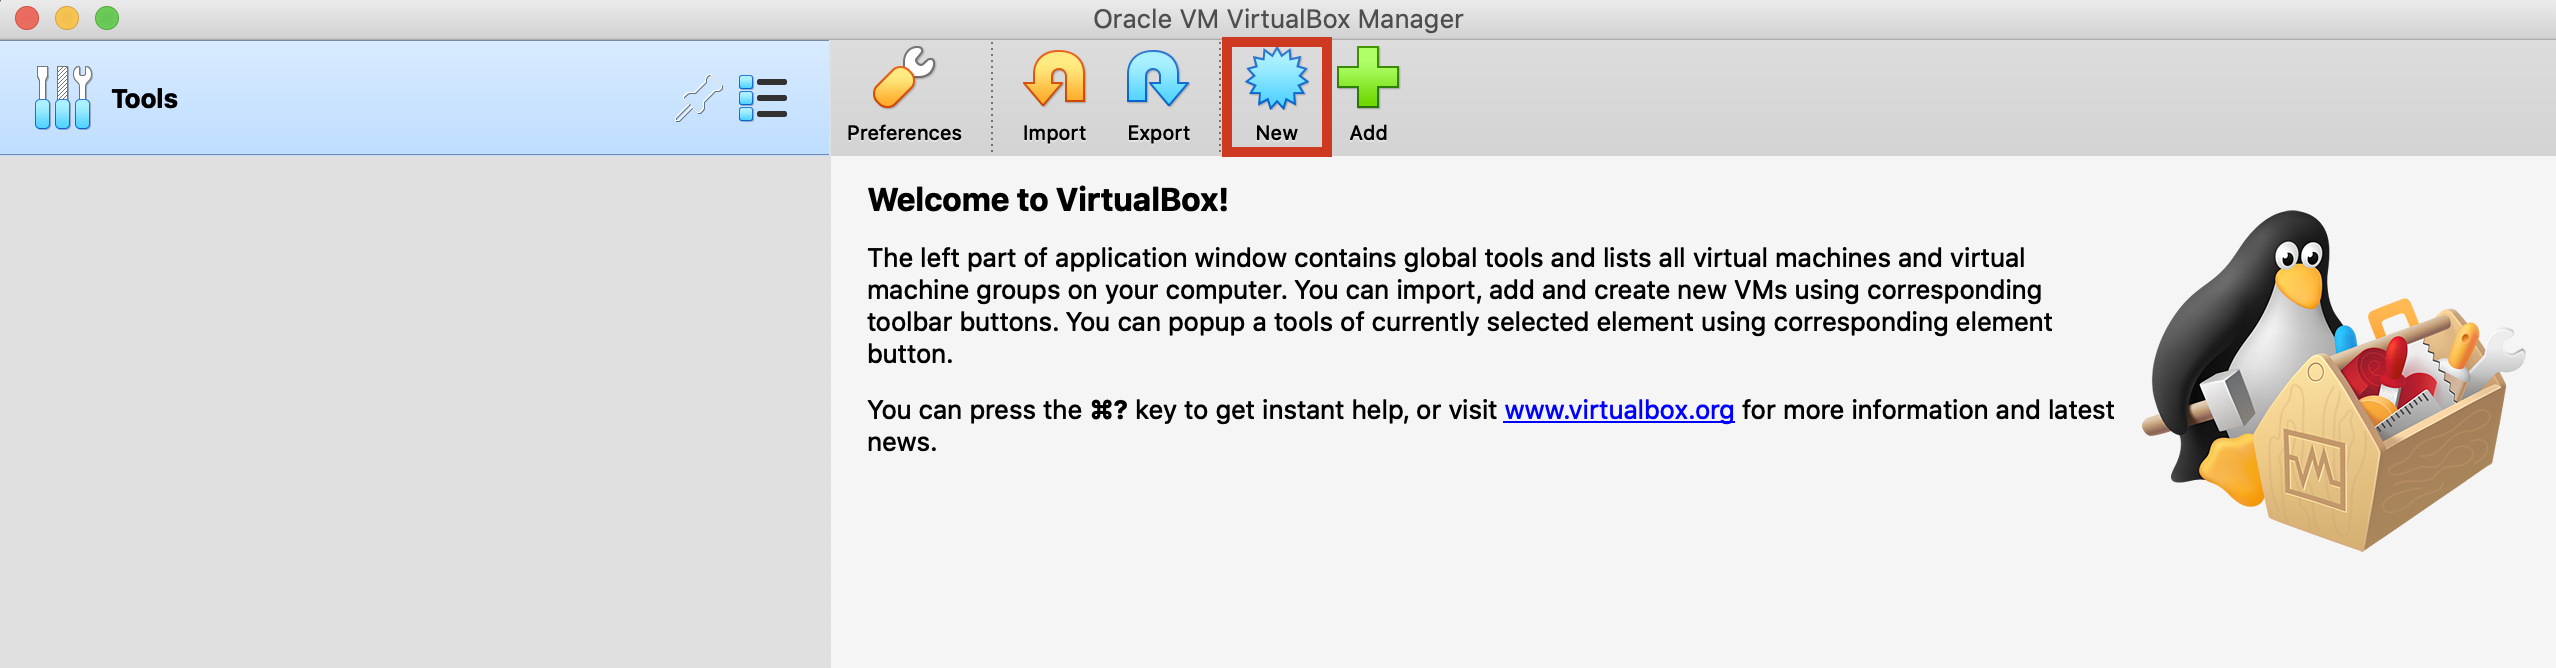 Oracle VM VirtualBox Manager
Tools
Preferences
Import
Export
New
Add
Welcome to VirtualBox!
The left part of application window contains global tools and lists all virtual machines and virtual
machine groups on your computer. You can import, add and create new VMs using corresponding
toolbar buttons. You can popup a tools of currently selected element using corresponding element
button.
You can press the ⌘? key to get instant help, or visit www.virtualbox.org for more information and latest
news.